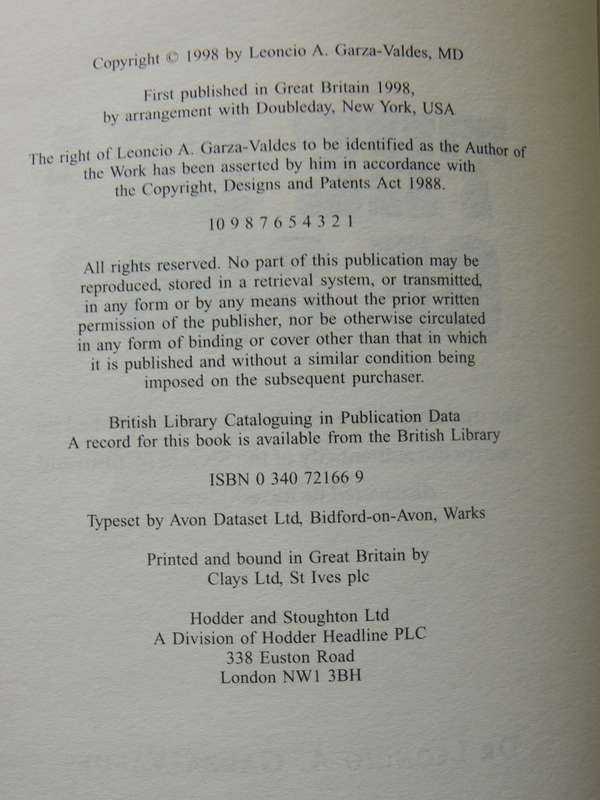 Copyright © 1998 by Leoncio A. Garza-Valdes, MD
First published in Great Britain 1998,
by arrangement with Doubleday, New York, USA
The right of Leoncio A. Garza-Valdes to be identified as the Author of
the Work has been asserted by him in accordance with
the Copyright, Designs and Patents Act 1988.
10 9 8 7 6 5 4 3 2 1
All rights reserved. No part of this publication may be
reproduced, stored in a retrieval system, or transmitted,
in any form or by any means without the prior written
permission of the publisher, nor be otherwise circulated
in any form of binding or cover other than that in which
it is published and without a similar condition being
imposed on the subsequent purchaser.
British Library Cataloguing in Publication Data
A record for this book is available from the British Library
ISBN 0 340 72166 9
Typeset by Avon Dataset Ltd, Bidford-on-Avon, Warks
Printed and bound in Great Britain by
Clays Ltd, St Ives plc
Hodder and Stoughton Ltd
A Division of Hodder Headline PLC
338 Euston Road
London NW1 3BH